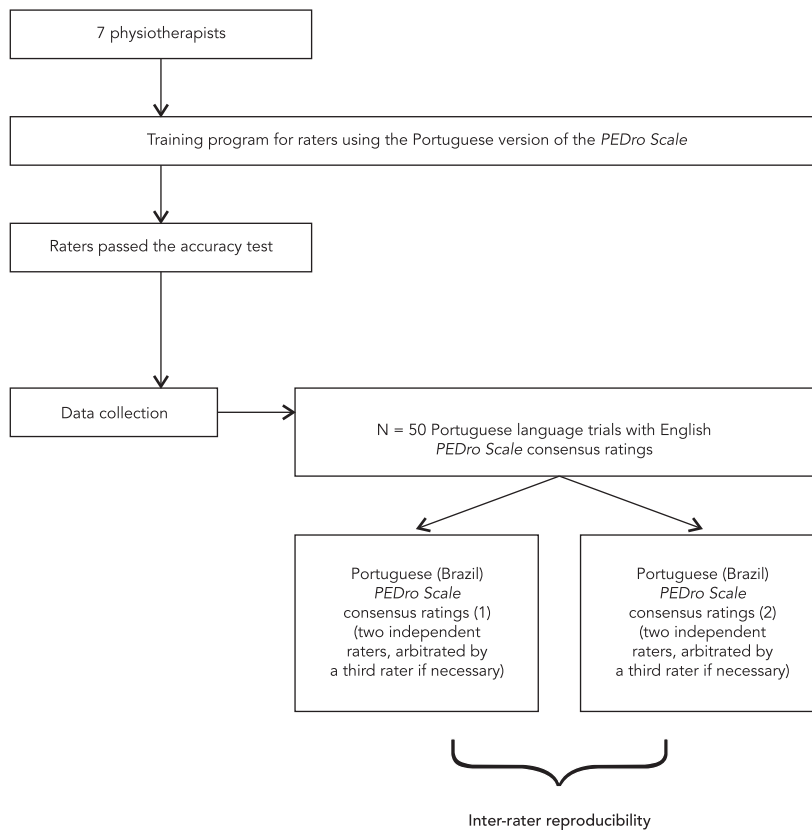 7 physiotherapists
Training program for raters using the Portuguese version of the PEDro Scale
Raters passed the accuracy test
Data collection
N = 50 Portuguese language trials with English
PEDro Scale consensus ratings
Portuguese (Brazil)
PEDro Scale
consensus ratings (1)
(two independent
raters, arbitrated by
a third rater if necessary)
Portuguese (Brazil)
PEDro Scale
consensus ratings (2)
(two independent
raters, arbitrated by
a third rater if necessary)
Inter-rater reproducibility